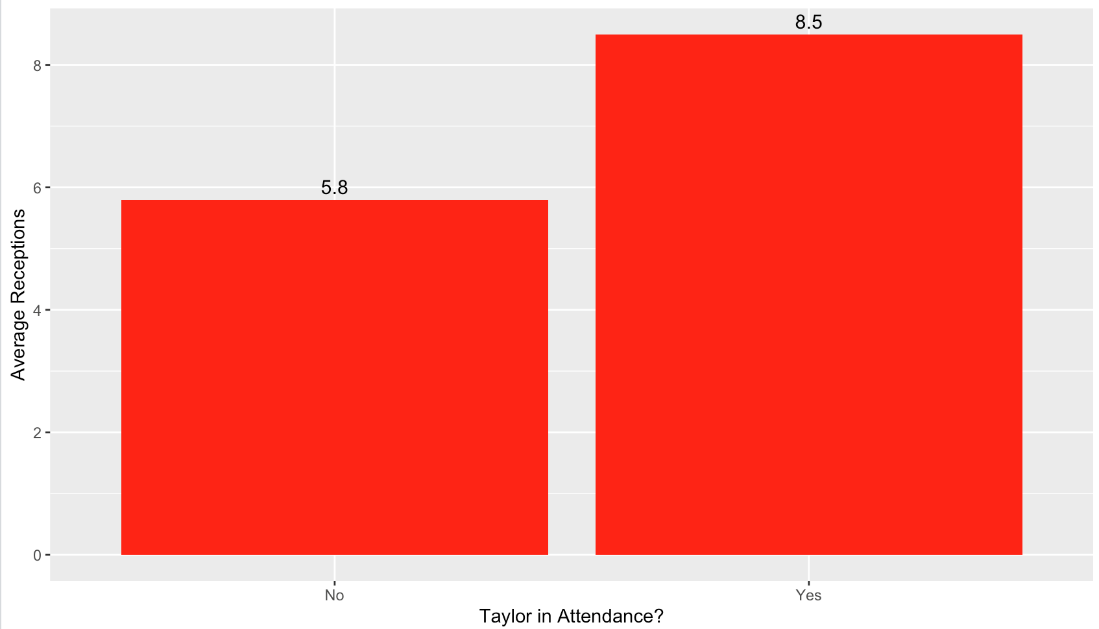 8.5
8
5.8
6
Average Receptions
4
2
0
No
Yes
Taylor in Attendance?